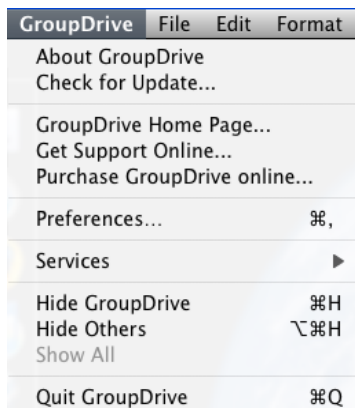 GroupDrive File Edit Format
About GroupDrive
Check for Update...
GroupDrive Home Page...
Get Support Online...
Purchase GroupDrive online...
Preferences... ⌘,
Services ▶
Hide GroupDrive ⌘H
Hide Others ⌥⌘H
Show All
Quit GroupDrive ⌘Q